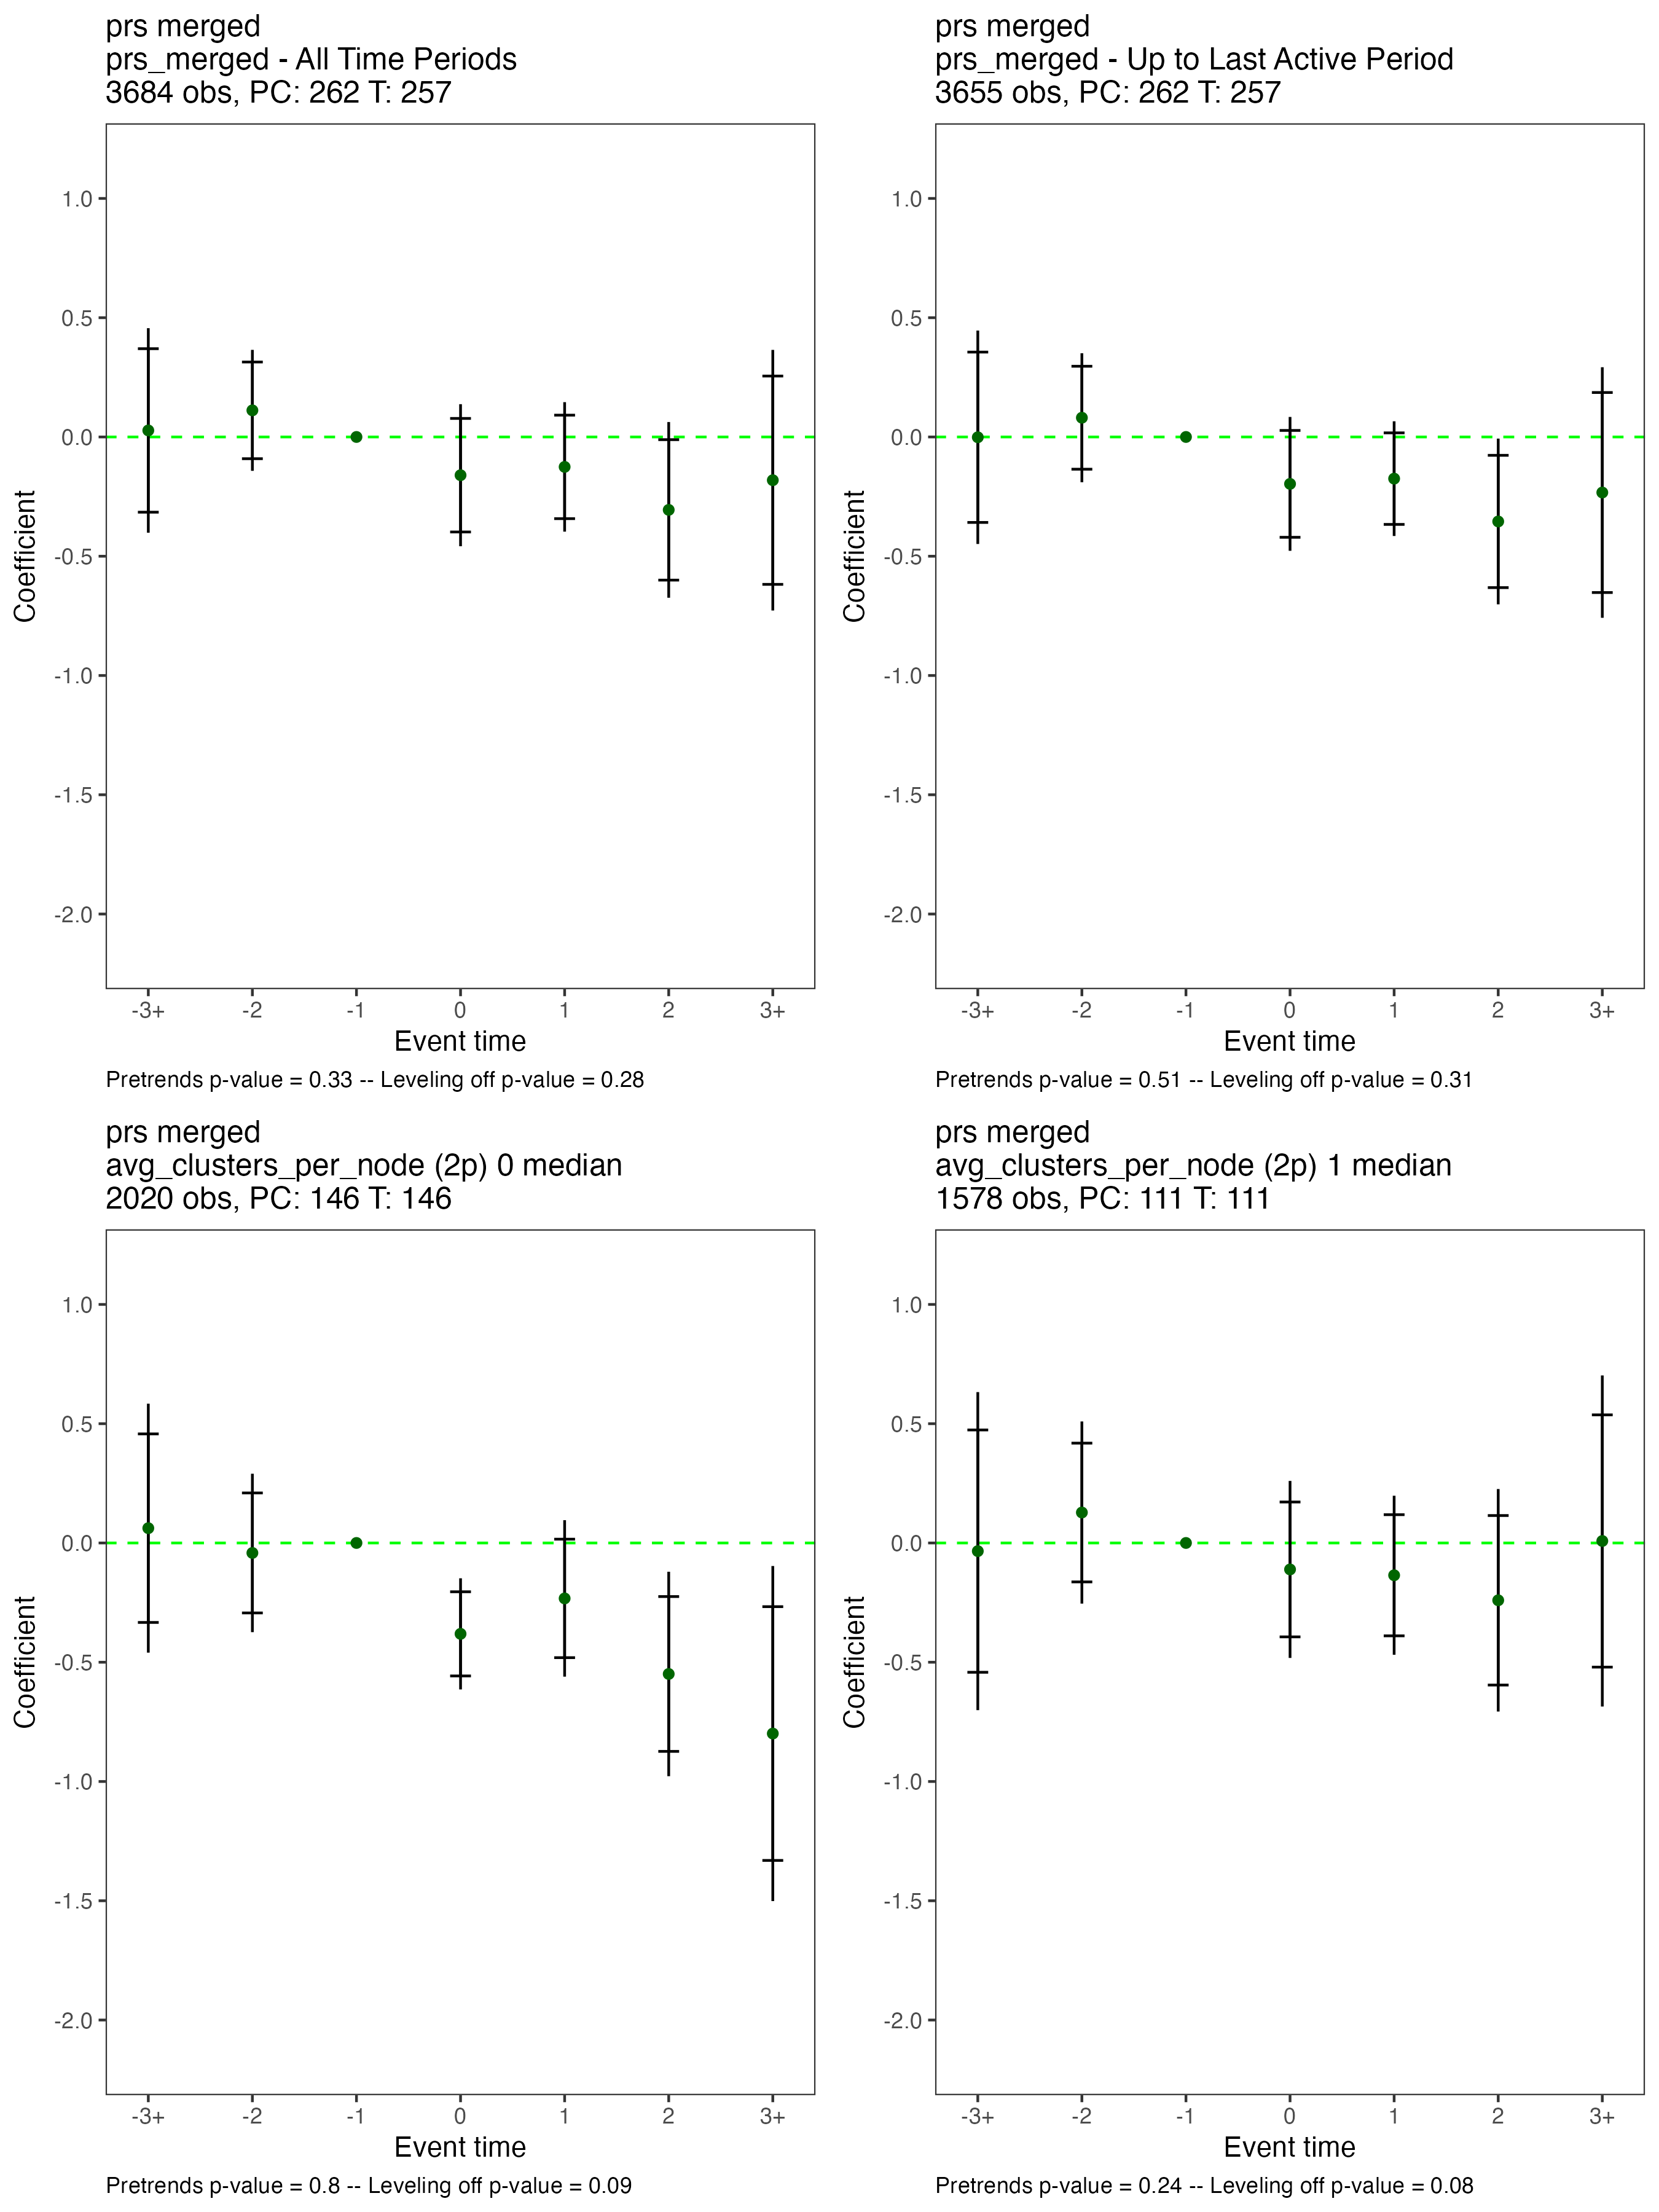 prs merged
prs_merged - All Time Periods
3684 obs, PC: 262 T: 257
1.0
0.5
0.0
-0.5
-1.0
-1.5
-2.0
Coefficient
-3+ -2 -1 0 1 2 3+
Event time
Pretrends p-value = 0.33 -- Leveling off p-value = 0.28
prs merged
prs_merged - Up to Last Active Period
3655 obs, PC: 262 T: 257
1.0
0.5
0.0
-0.5
-1.0
-1.5
-2.0
Coefficient
-3+ -2 -1 0 1 2 3+
Event time
Pretrends p-value = 0.51 -- Leveling off p-value = 0.31
prs merged
avg_clusters_per_node (2p) 0 median
2020 obs, PC: 146 T: 146
1.0
0.5
0.0
-0.5
-1.0
-1.5
-2.0
Coefficient
-3+ -2 -1 0 1 2 3+
Event time
Pretrends p-value = 0.8 -- Leveling off p-value = 0.09
prs merged
avg_clusters_per_node (2p) 1 median
1578 obs, PC: 111 T: 111
1.0
0.5
0.0
-0.5
-1.0
-1.5
-2.0
Coefficient
-3+ -2 -1 0 1 2 3+
Event time
Pretrends p-value = 0.24 -- Leveling off p-value = 0.08